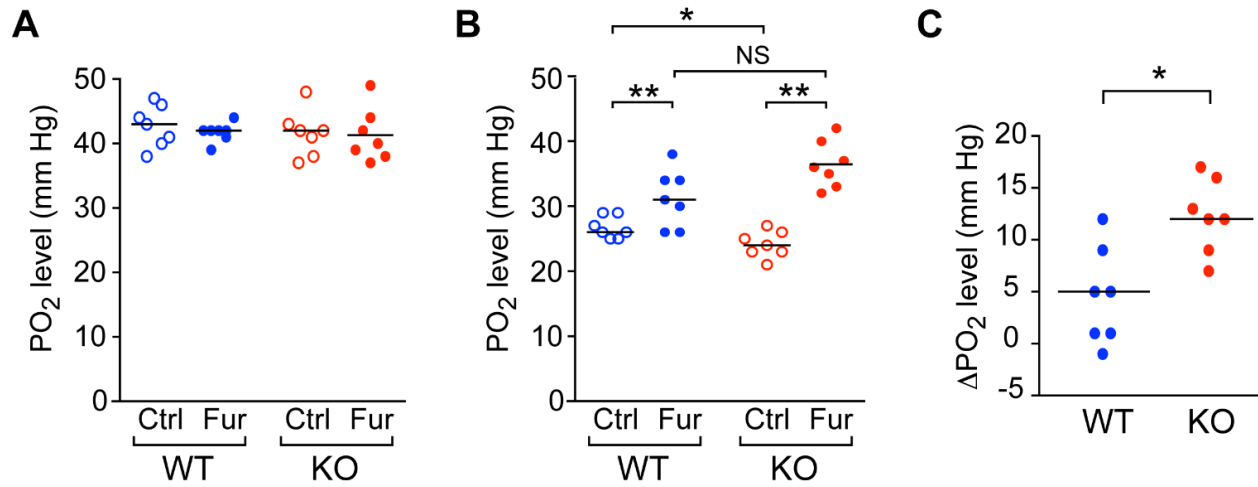 A
PO2 level (mm Hg)
50
40
30
20
10
0
Ctrl Fur Ctrl Fur
WT KO
B
PO2 level (mm Hg)
50
40
30
20
10
0
*
NS
** **
Ctrl Fur Ctrl Fur
WT KO
C
ΔPO2 level (mm Hg)
*
20
15
10
5
0
-5
WT KO